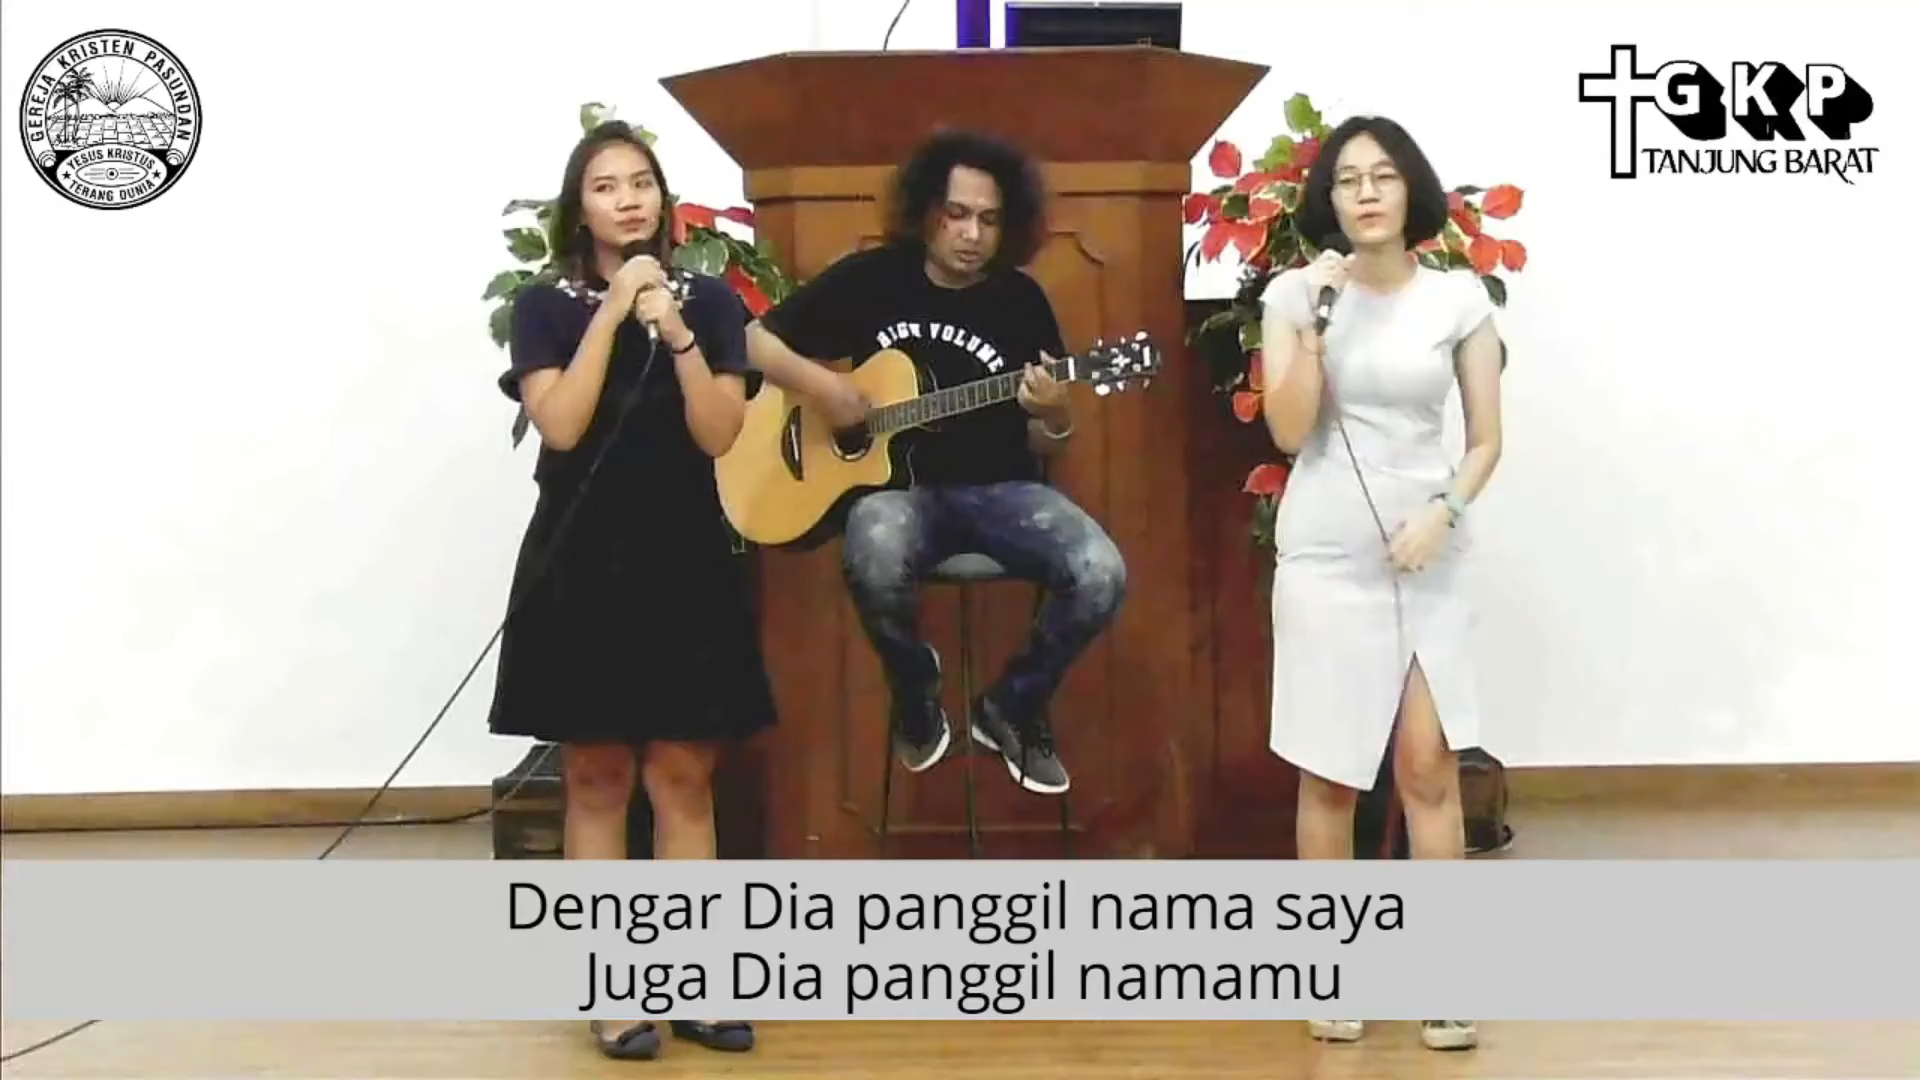 GEREJA KRISTEN PASUNDAN
YESUS KRISTUS
TERANG DUNIA
GKP
TANJUNG BARAT
HIGH VOLUME
Dengar Dia panggil nama saya
Juga Dia panggil namamu